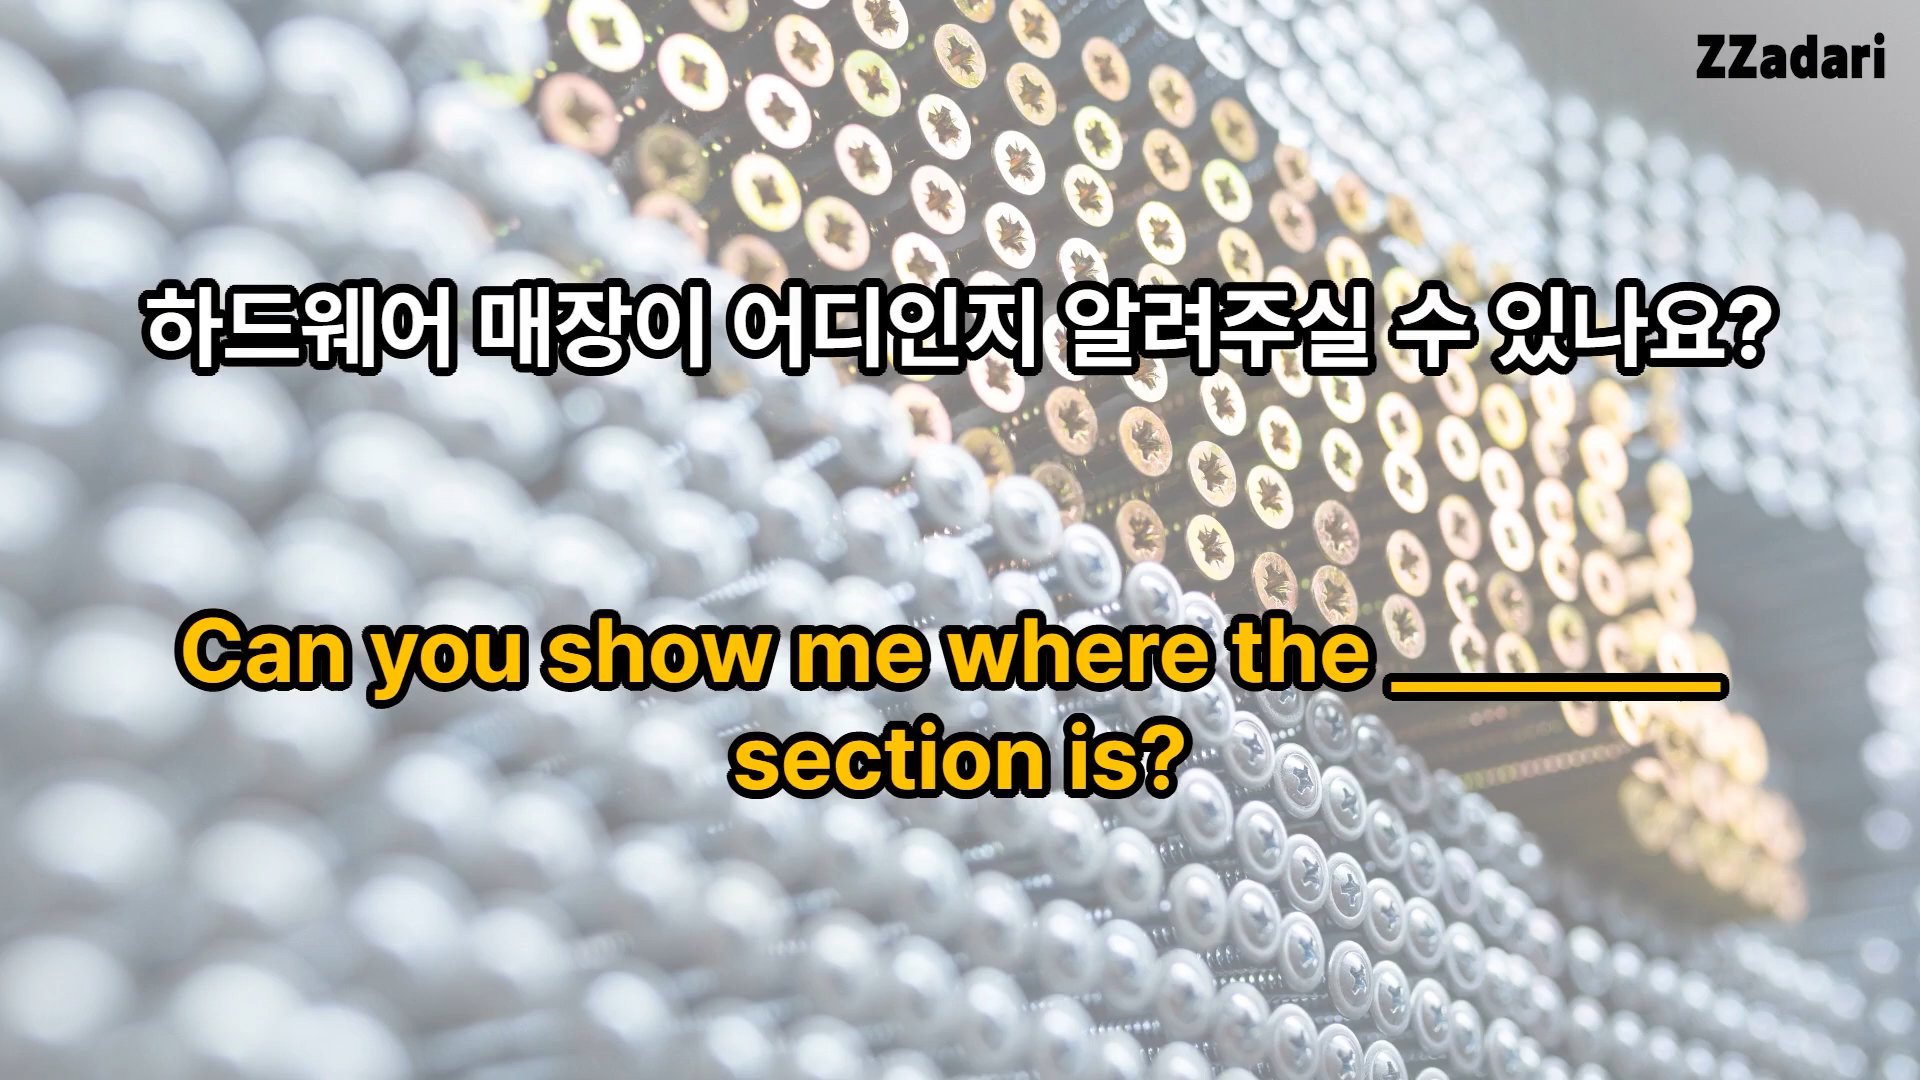 ZZadari
하드웨어 매장이 어디인지 알려주실 수 있나요?
Can you show me where the _______
section is?